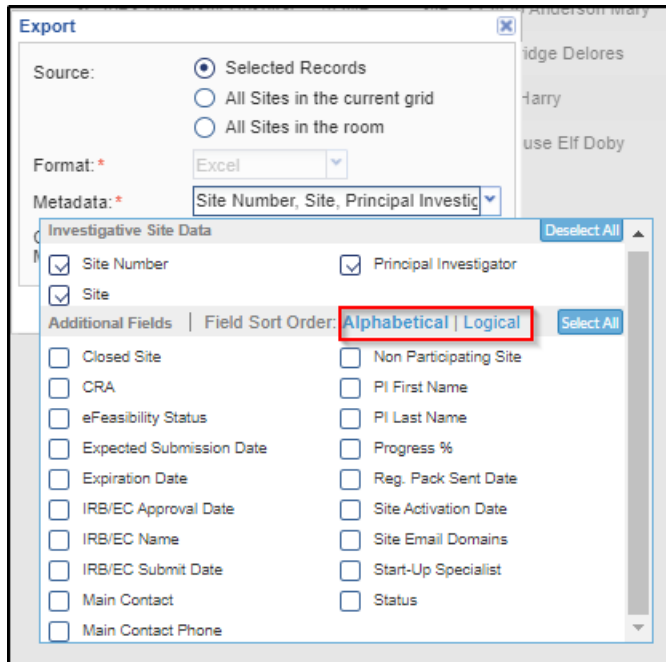 Anderson Mary
Export
Source:
Selected Records
idge Delores
All Sites in the current grid
Harry
All Sites in the room
use Elf Doby
Format:*
Excel
Metadata:*
Site Number, Site, Principal Investig
Investigative Site Data
Deselect All
Site Number
Principal Investigator
Site
Additional Fields | Field Sort Order: Alphabetical | Logical
Select All
Closed Site
Non Participating Site
CRA
PI First Name
eFeasibility Status
PI Last Name
Expected Submission Date
Progress %
Expiration Date
Reg. Pack Sent Date
IRB/EC Approval Date
Site Activation Date
IRB/EC Name
Site Email Domains
IRB/EC Submit Date
Start-Up Specialist
Main Contact
Status
Main Contact Phone